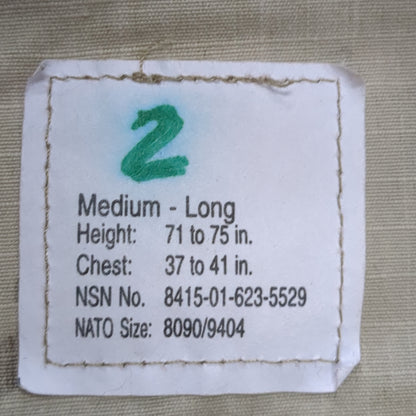 2
Medium - Long
Height: 71 to 75 in.
Chest: 37 to 41 in.
NSN No. 8415-01-623-5529
NATO Size: 8090/9404